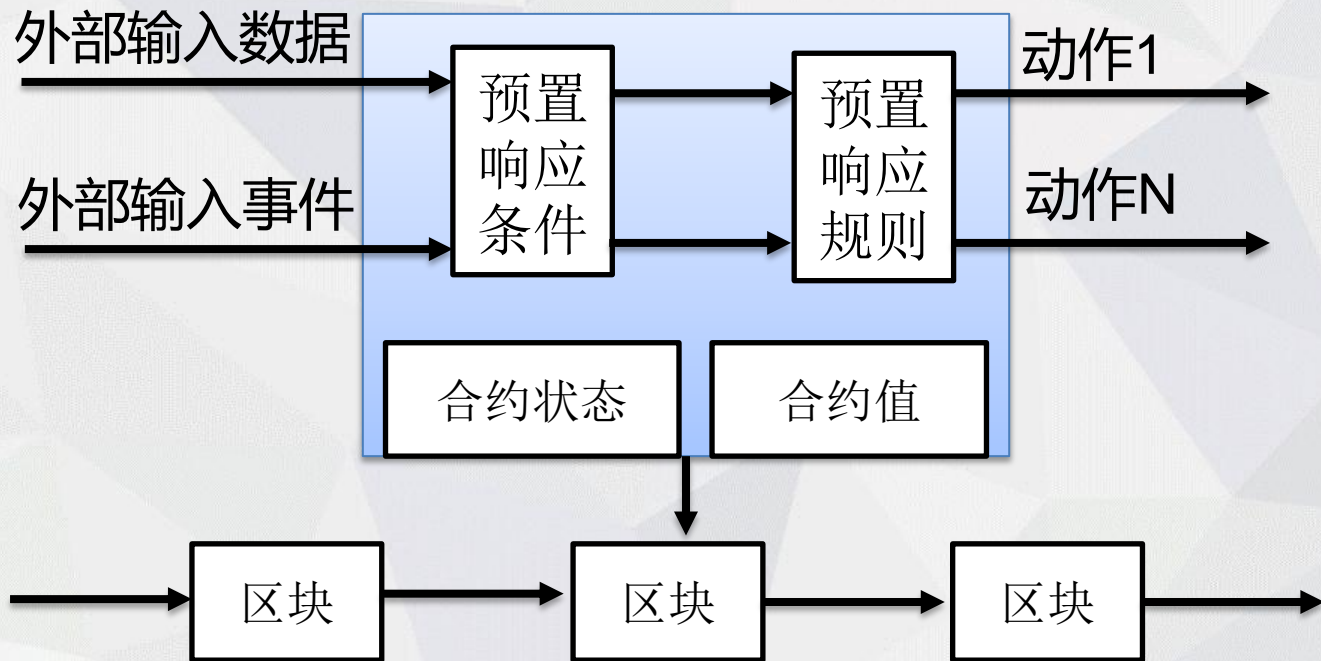 外部输入数据
外部输入事件
预置
响应
条件
预置
响应
规则
动作1
动作N
合约状态
合约值
区块
区块
区块